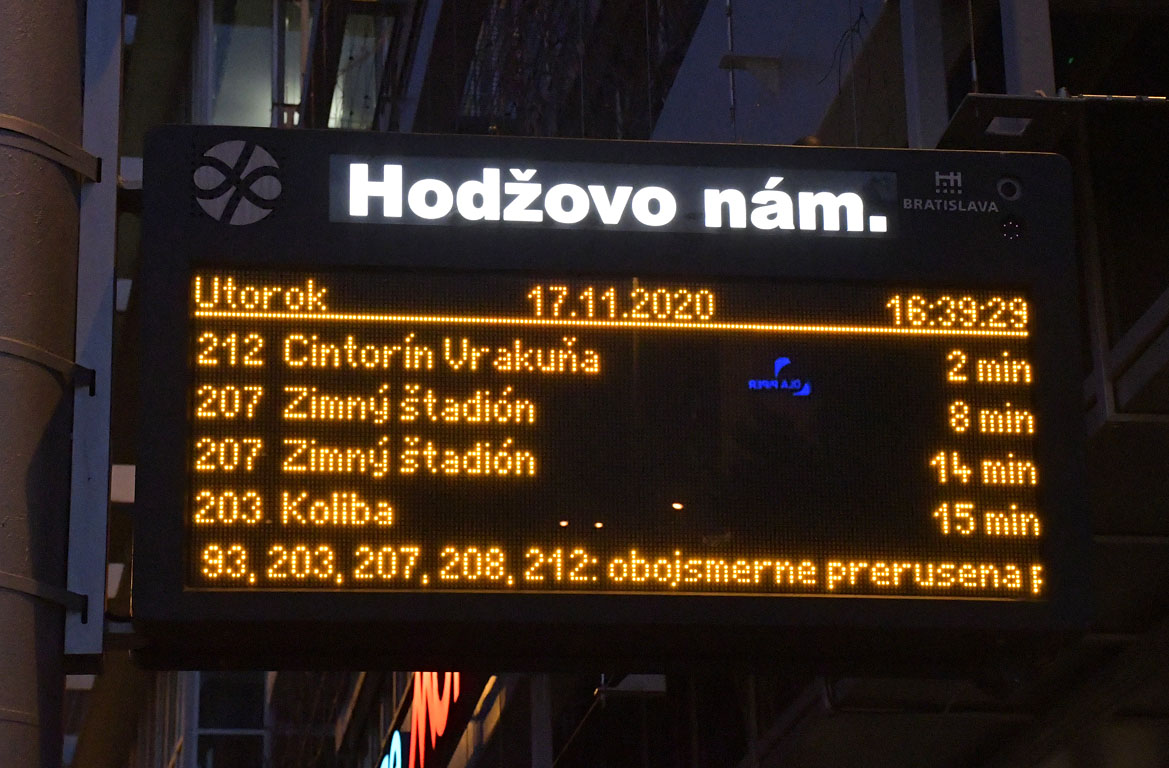 Hodžovo nám.
BRATISLAVA
Utorok 17.11.2020 16:39:29
212 Cintorín Vrakuňa 2 min
207 Zimný štadión 8 min
207 Zimný štadión 14 min
203 Koliba 15 min
93, 203, 207, 208, 212: obojsmerne prerusena